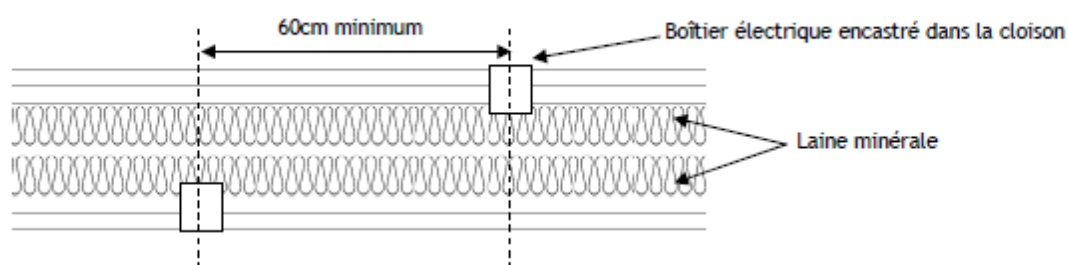 60cm minimum
Boîtier électrique encastré dans la cloison
Laine minérale